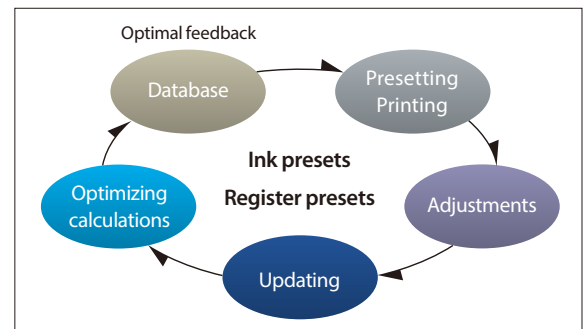 Optimal feedback
Database
Presetting
Printing
Ink presets
Register presets
Optimizing
calculations
Adjustments
Updating